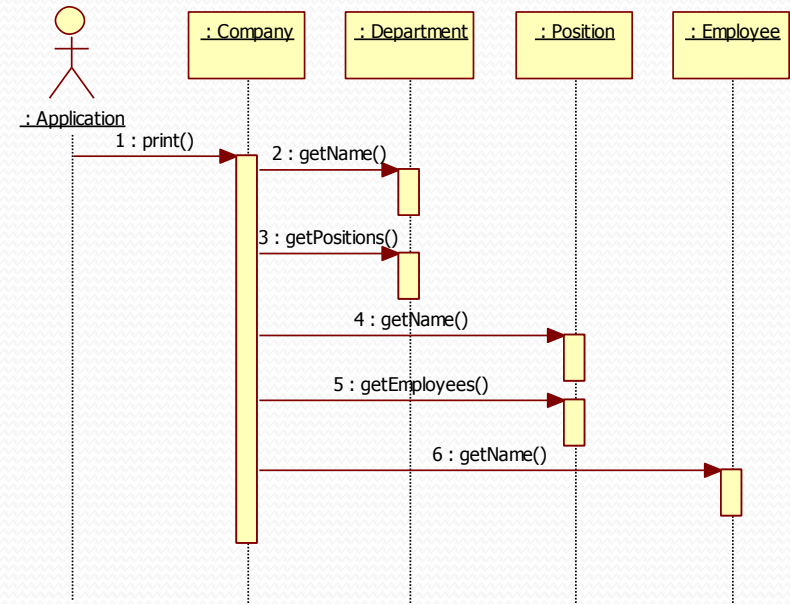 : Company
: Department
: Position
: Employee
: Application
1 : print()
2 : getName()
3 : getPositions()
4 : getName()
5 : getEmployees()
6 : getName()